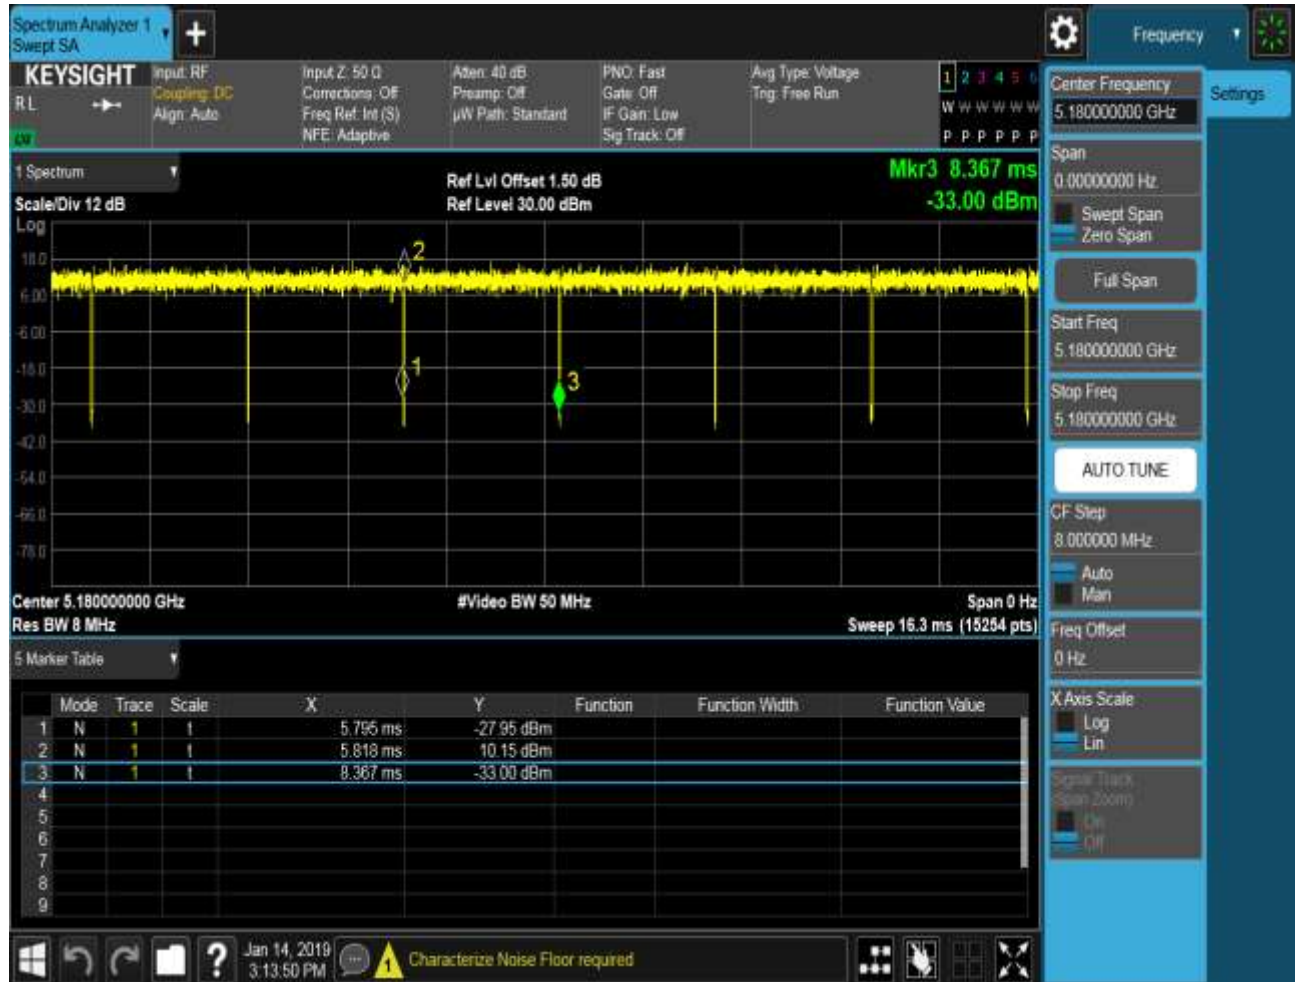 Spectrum Analyzer 1
Swept SA
Frequency
KEYSIGHT
RL
Input: RF
Coupling: DC
Align: Auto
Input Z: 50 Ω
Corrections: Off
Freq Ref: Int (S)
NFE: Adaptive
Atten: 40 dB
Preamp: Off
µW Path: Standard
PNO: Fast
Gate: Off
IF Gain: Low
Sig Track: Off
Avg Type: Voltage
Trig: Free Run
1 2 3 4 5 6
W W W W W W
P P P P P P
1 Spectrum
Scale/Div 12 dB
Ref Lvl Offset 1.50 dB
Ref Level 30.00 dBm
Mkr3 8.367 ms
-33.00 dBm
Log
18.0
6.00
-6.00
-18.0
-30.0
-42.0
-54.0
-66.0
-78.0
2
1
3
Center 5.180000000 GHz
Res BW 8 MHz
#Video BW 50 MHz
Span 0 Hz
Sweep 16.3 ms (15254 pts)
5 Marker Table
Mode Trace Scale X Y Function Function Width Function Value
1 N 1 t 5.795 ms -27.95 dBm
2 N 1 t 5.818 ms 10.15 dBm
3 N 1 t 8.367 ms -33.00 dBm
4
5
6
7
8
9
Jan 14, 2019
3:13:50 PM
1
Characterize Noise Floor required
Center Frequency
5.180000000 GHz
Settings
Span
0.00000000 Hz
Swept Span
Zero Span
Full Span
Start Freq
5.180000000 GHz
Stop Freq
5.180000000 GHz
AUTO TUNE
CF Step
8.000000 MHz
Auto
Man
Freq Offset
0 Hz
X Axis Scale
Log
Lin
Signal Track
(Span Zoom)
On
Off